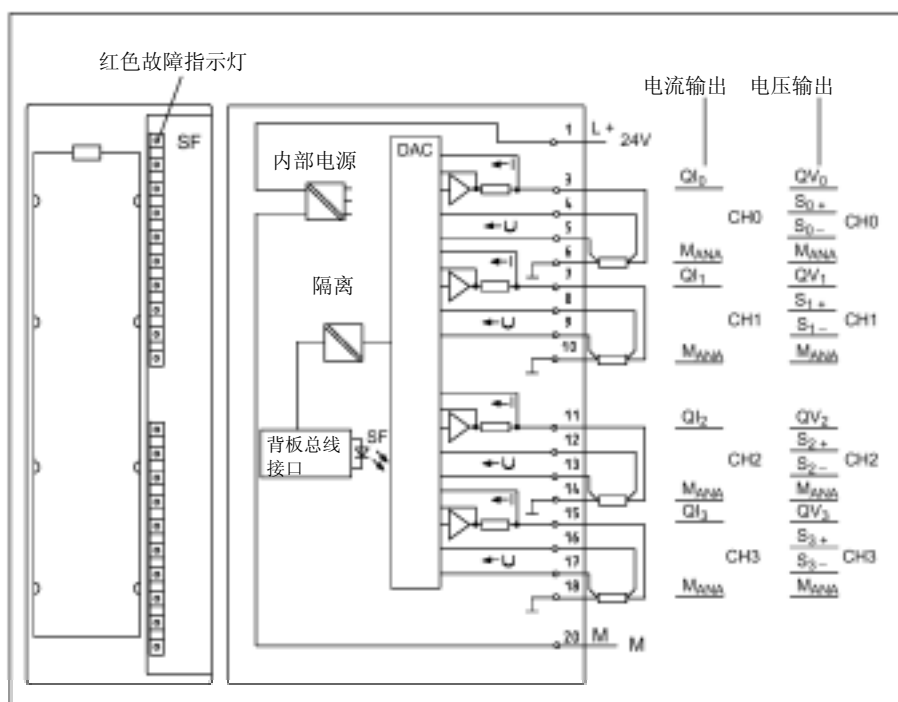 红色故障指示灯
电流输出 电压输出
SF
1 L+ 24V
DAC
内部电源
3 QI0 QV0
4 S0+
CH0 CH0
5 S0–
6 MANA MANA
7 QI1 QV1
隔离
8 S1+
CH1 CH1
9 S1–
10 MANA MANA
11 QI2 QV2
背板总线
接口
SF
12 S2+
CH2 CH2
13 S2–
14 MANA MANA
15 QI3 QV3
16 S3+
CH3 CH3
17 S3–
18 MANA MANA
20 M M
I
U
I
U
I
U
I
U